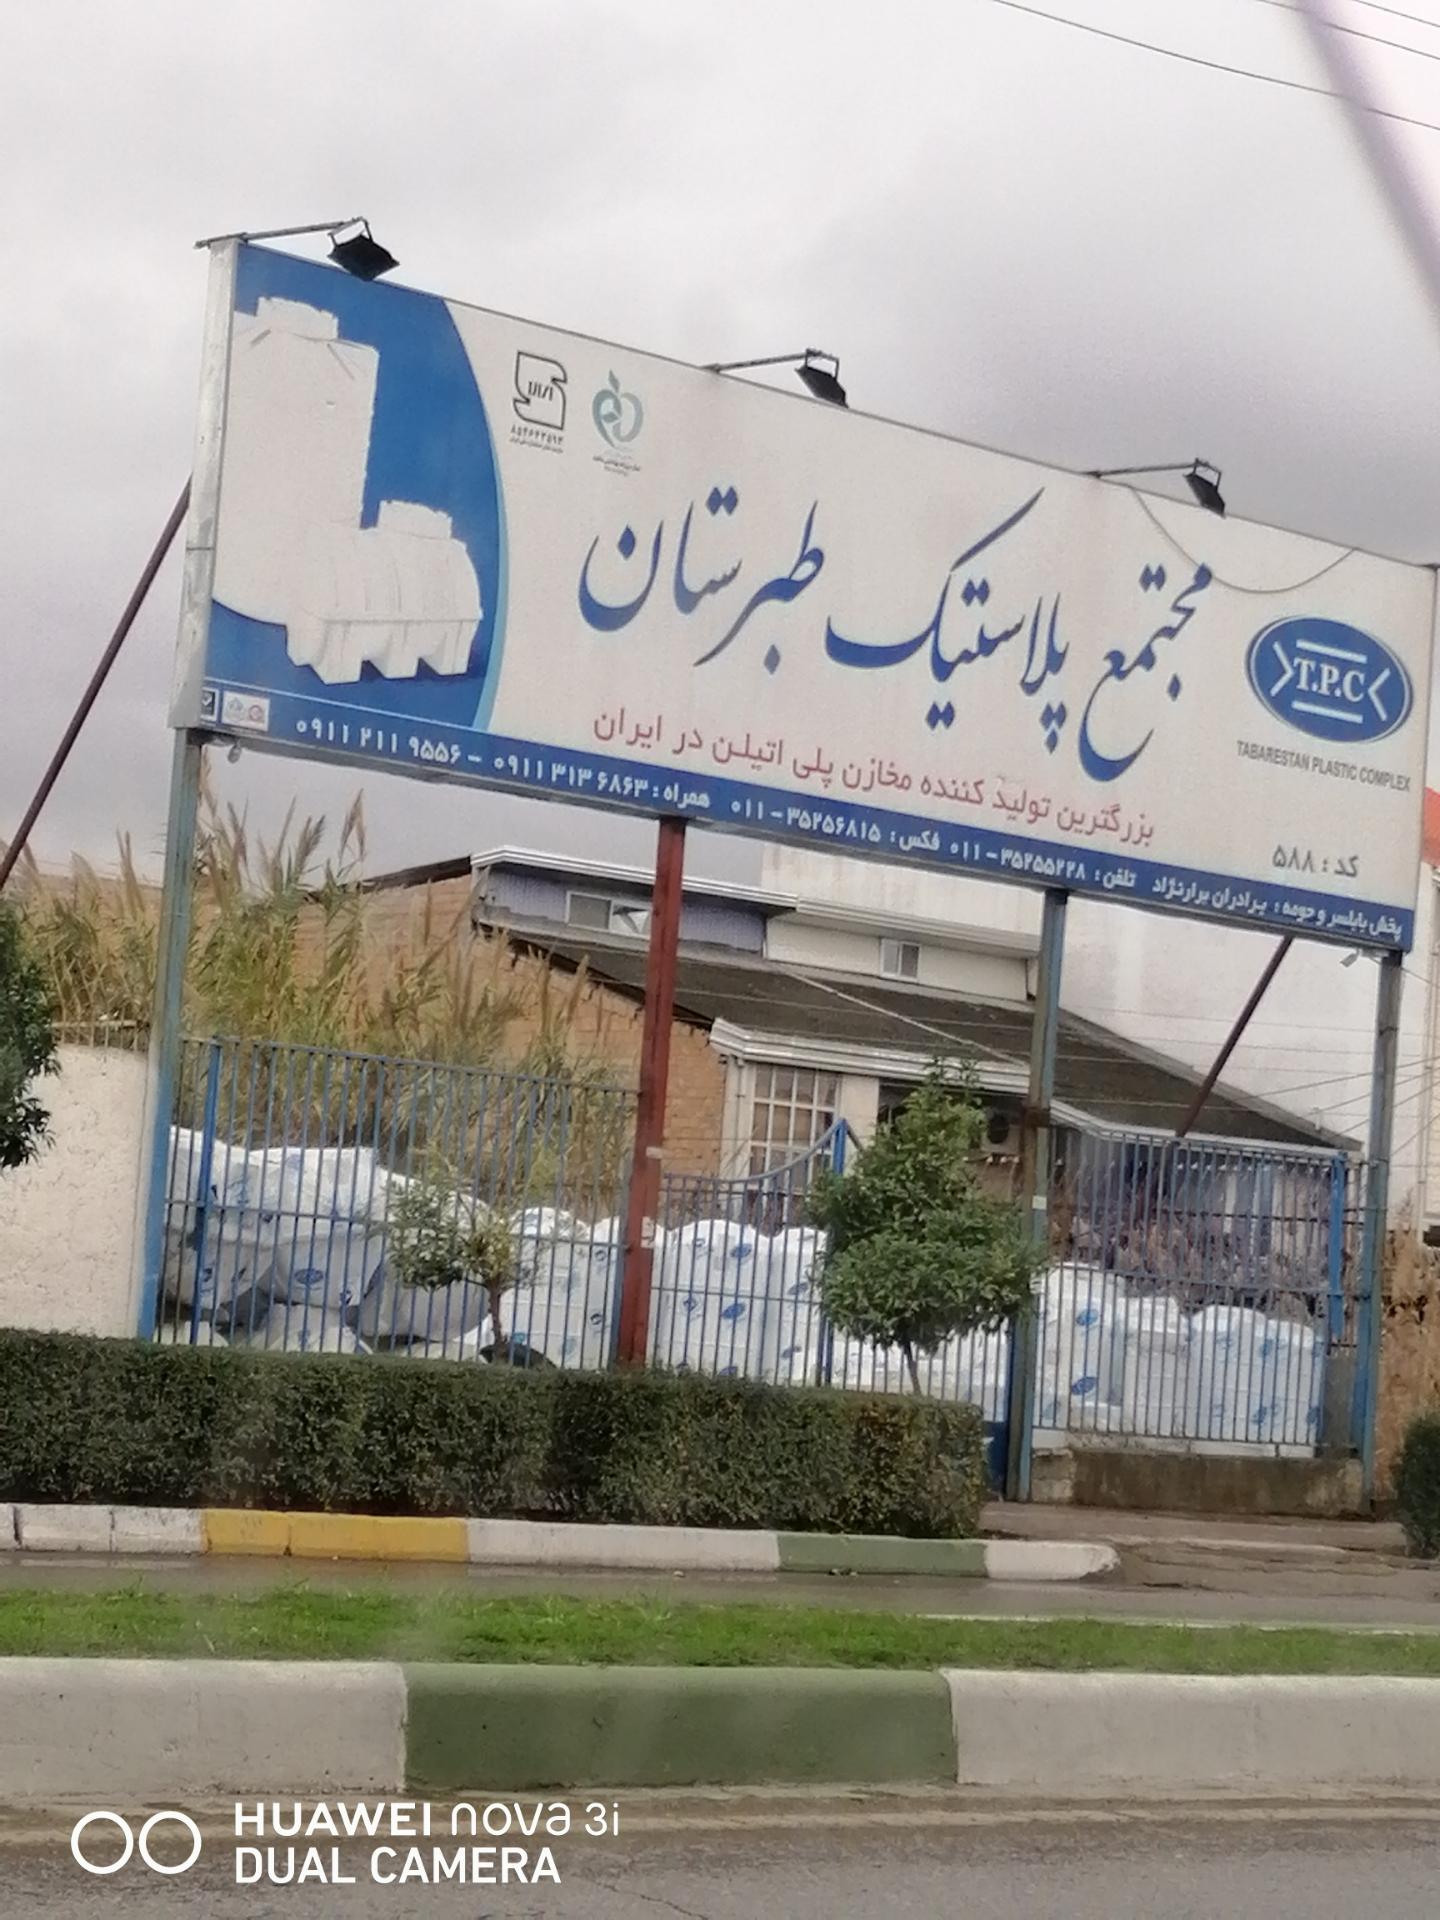 ISIRI
مجتمع پلاستیک طبرستان
T.P.C
TABARESTAN PLASTIC COMPLEX
بزرگترین تولید کننده مخازن پلی اتیلن در ایران
کد : ۵۸۸
پخش بابلسر و حومه : برادران برارنژاد تلفن : ۳۵۲۵۵۲۲۸ - ۰۱۱ فکس : ۳۵۲۵۶۸۱۵ - ۰۱۱ همراه : ۰۹۱۱ ۳۱۳ ۶۸۶۳ - ۰۹۱۱ ۲۱۱ ۹۵۵۶
HUAWEI nova 3i
DUAL CAMERA